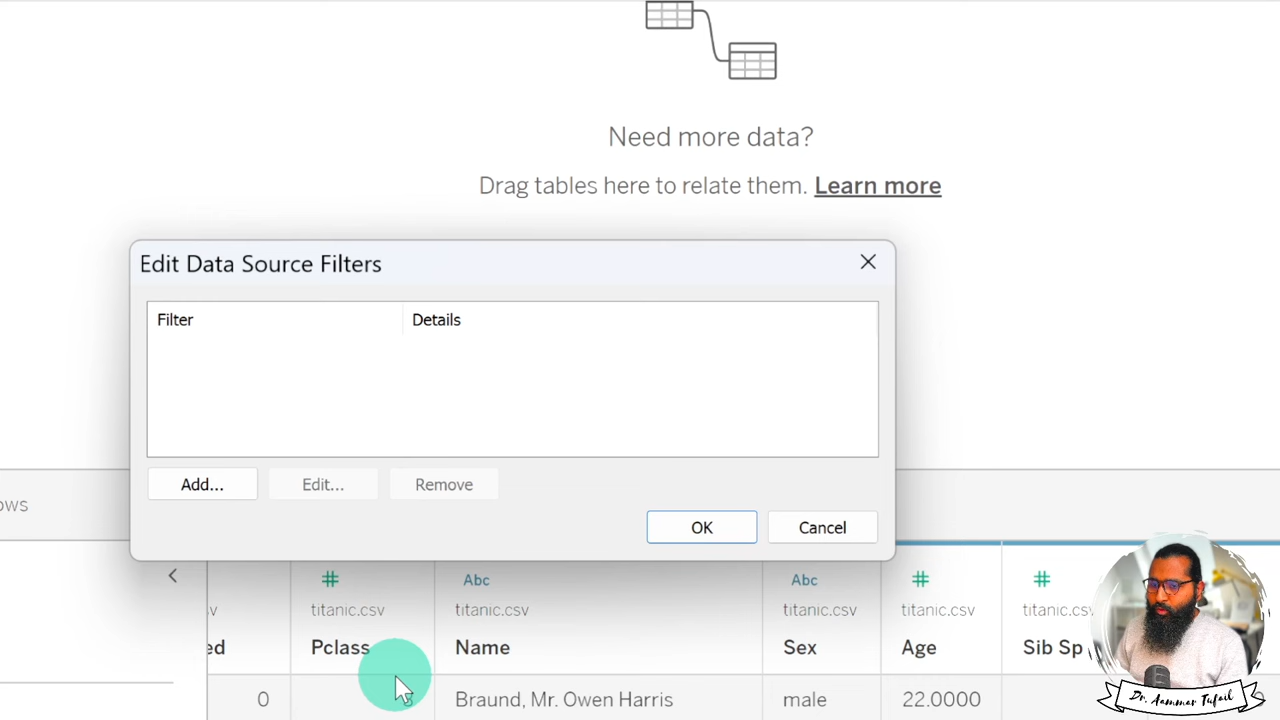 Need more data?
Drag tables here to relate them. Learn more
Edit Data Source Filters
Filter Details
Add... Edit... Remove
OK Cancel
ows
Abc Abc
.v titanic.csv titanic.csv titanic.csv titanic.csv titanic.csv
ed Pclass Name Sex Age Sib Sp
0 Braund, Mr. Owen Harris male 22.0000
Dr. Aammar Tufail